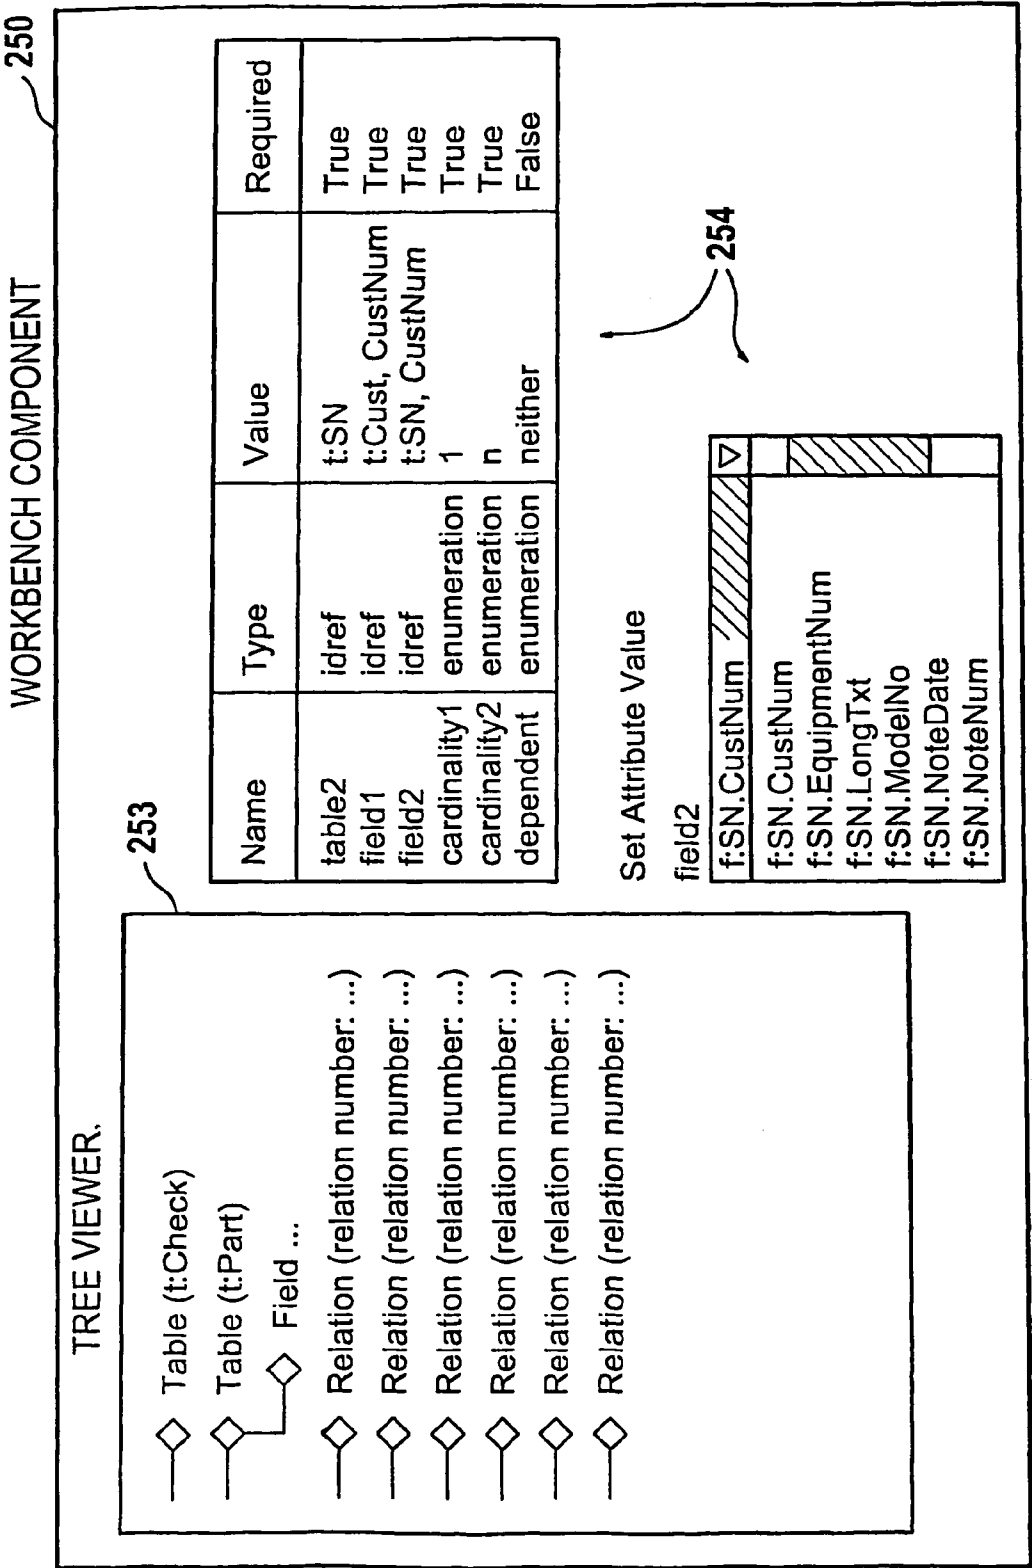 WORKBENCH COMPONENT
250
TREE VIEWER.
253
Table (t:Check)
Table (t:Part)
Field ...
Relation (relation number: ...)
Relation (relation number: ...)
Relation (relation number: ...)
Relation (relation number: ...)
Relation (relation number: ...)
Relation (relation number: ...)
Name Type Value Required
table2 idref t:SN True
field1 idref t:Cust, CustNum True
field2 idref t:SN, CustNum True
cardinality1 enumeration 1 True
cardinality2 enumeration n True
dependent enumeration neither False
254
Set Attribute Value
field2
f:SN.CustNum
f:SN.CustNum
f:SN.EquipmentNum
f:SN.LongTxt
f:SN.ModelNo
f:SN.NoteDate
f:SN.NoteNum